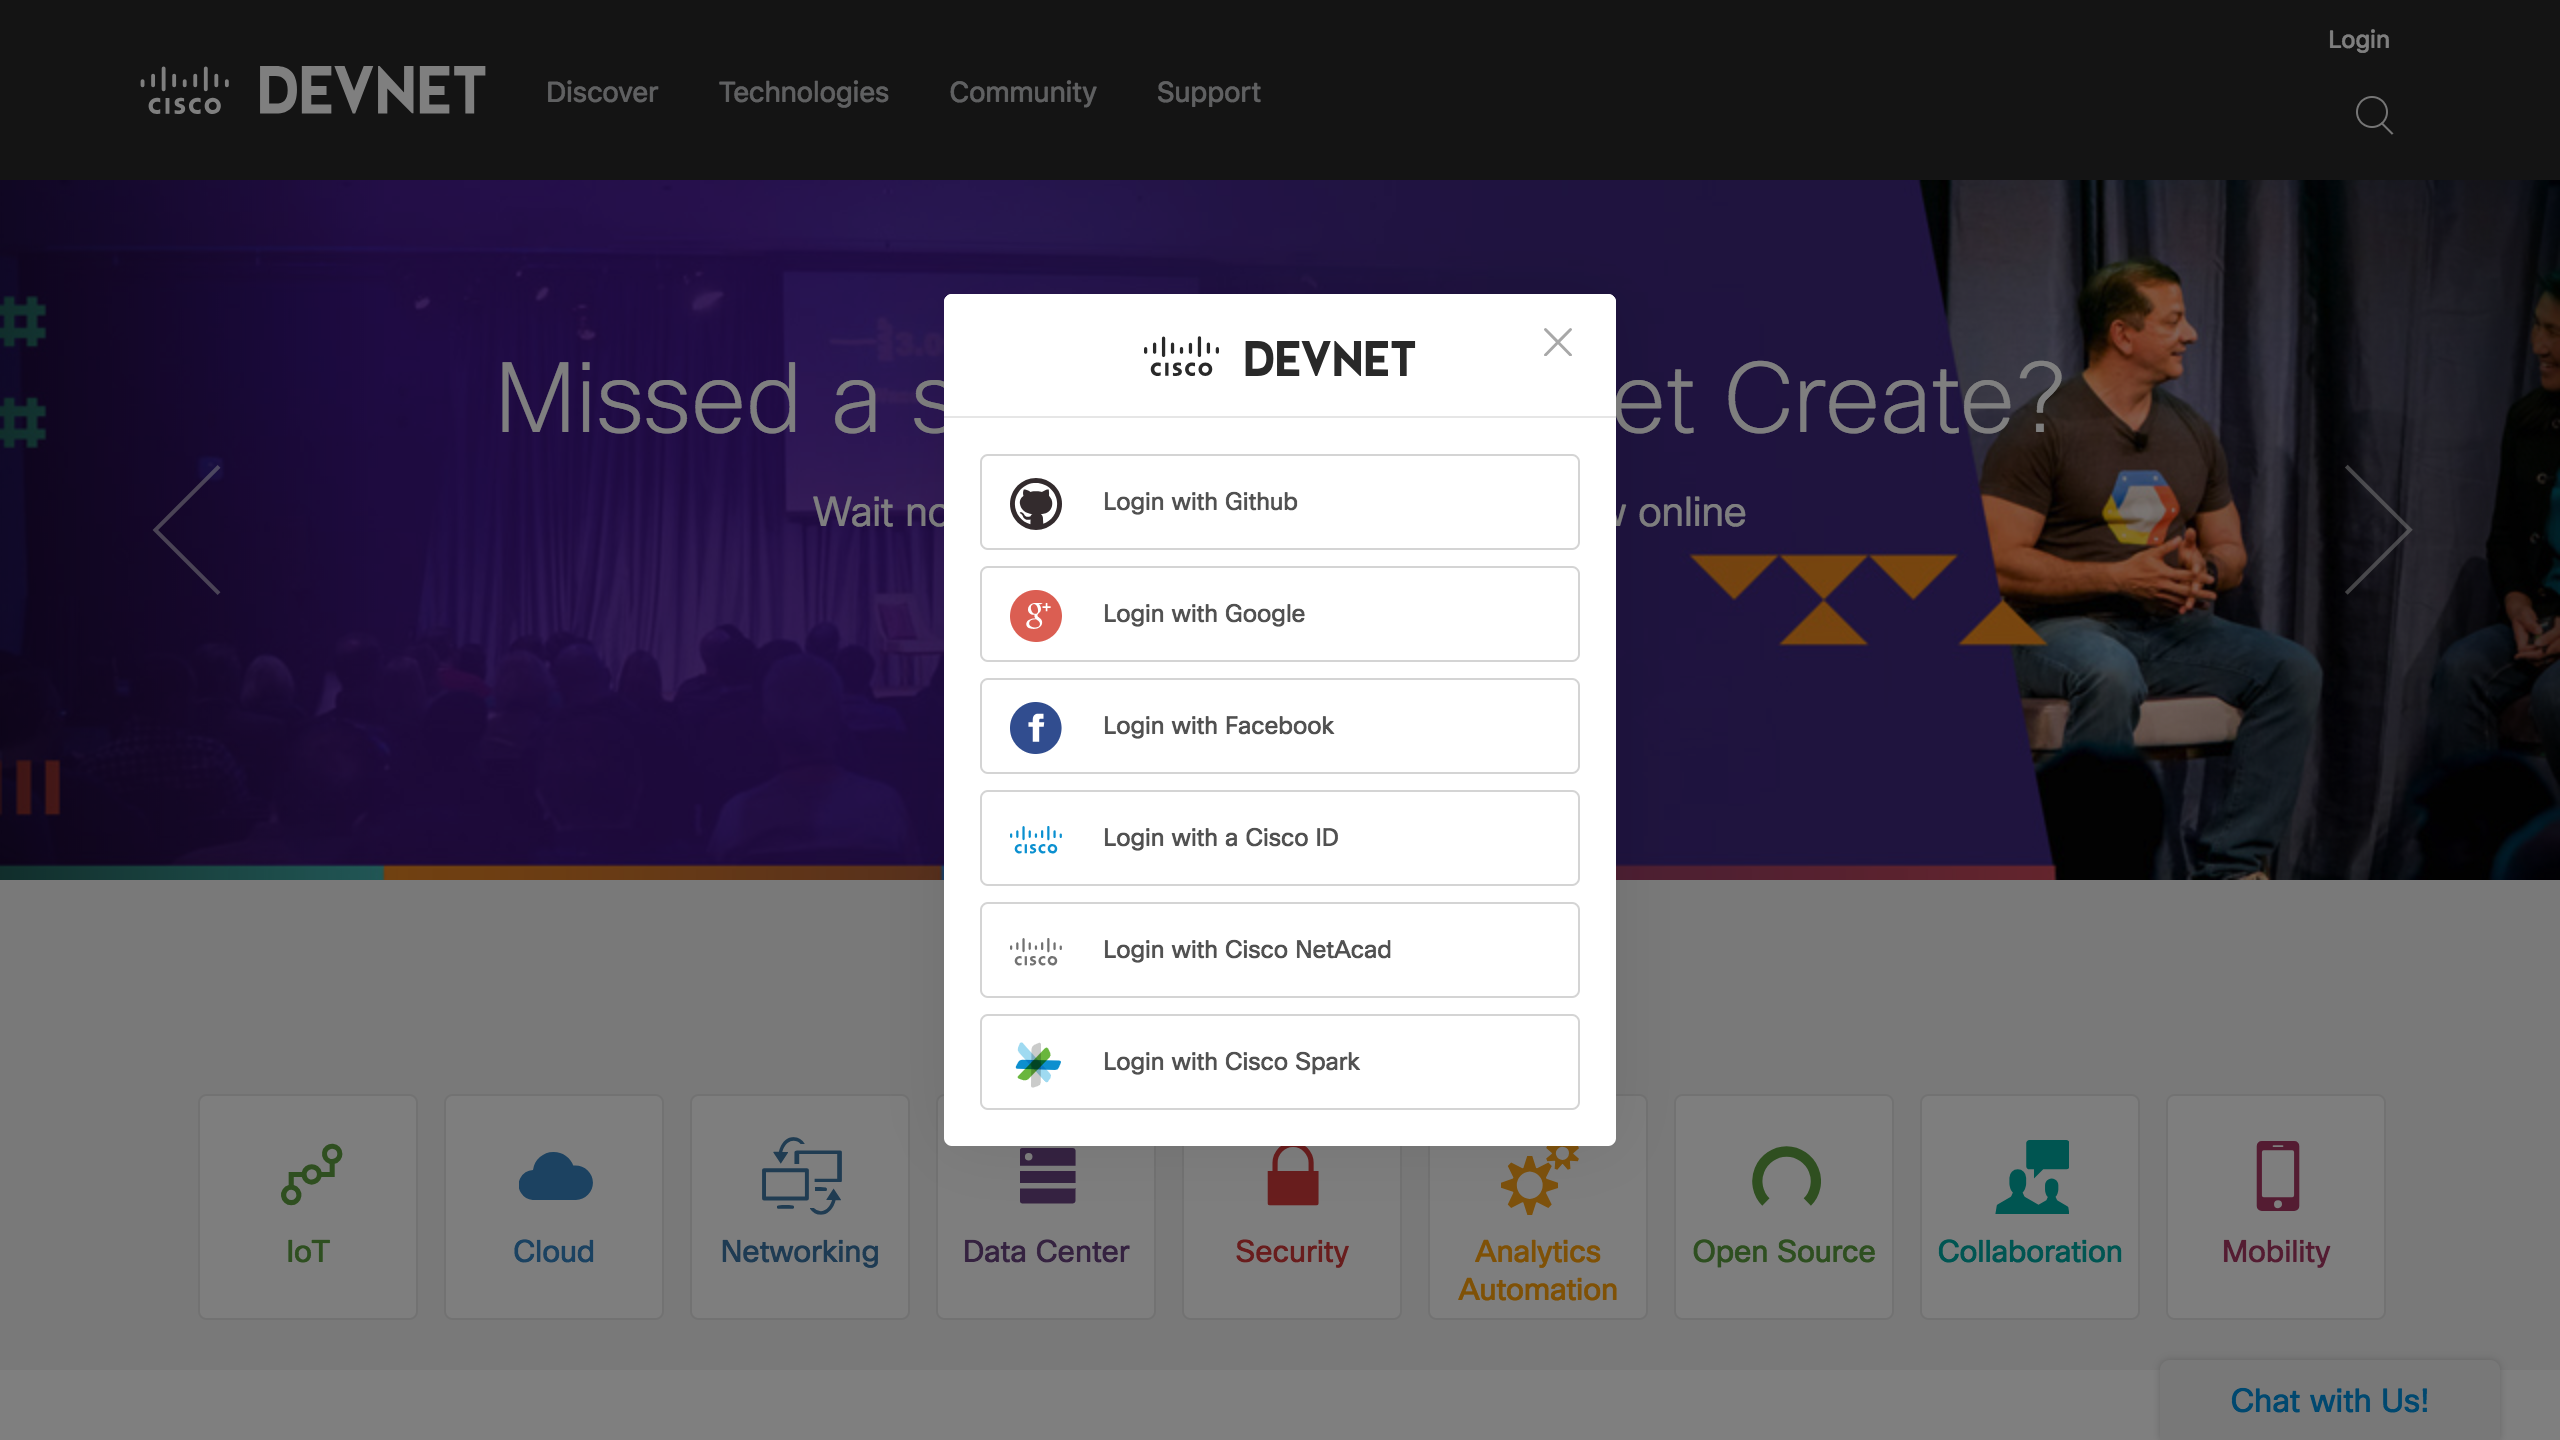 Login
CISCO DEVNET Discover Technologies Community Support
CISCO DEVNET
Missed a s
et Create?
Wait no
online
Login with Github
g+ Login with Google
f Login with Facebook
CISCO Login with a Cisco ID
CISCO Login with Cisco NetAcad
Login with Cisco Spark
IoT
Cloud
Networking
Data Center
Security
Analytics
Automation
Open Source
Collaboration
Mobility
Chat with Us!